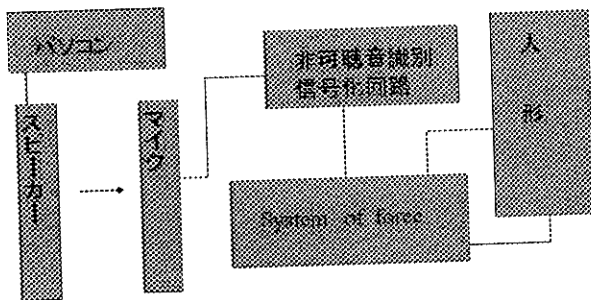 パソコン
スピーカー
マイク
非可聴音識別
信号化回路
System of force
人形